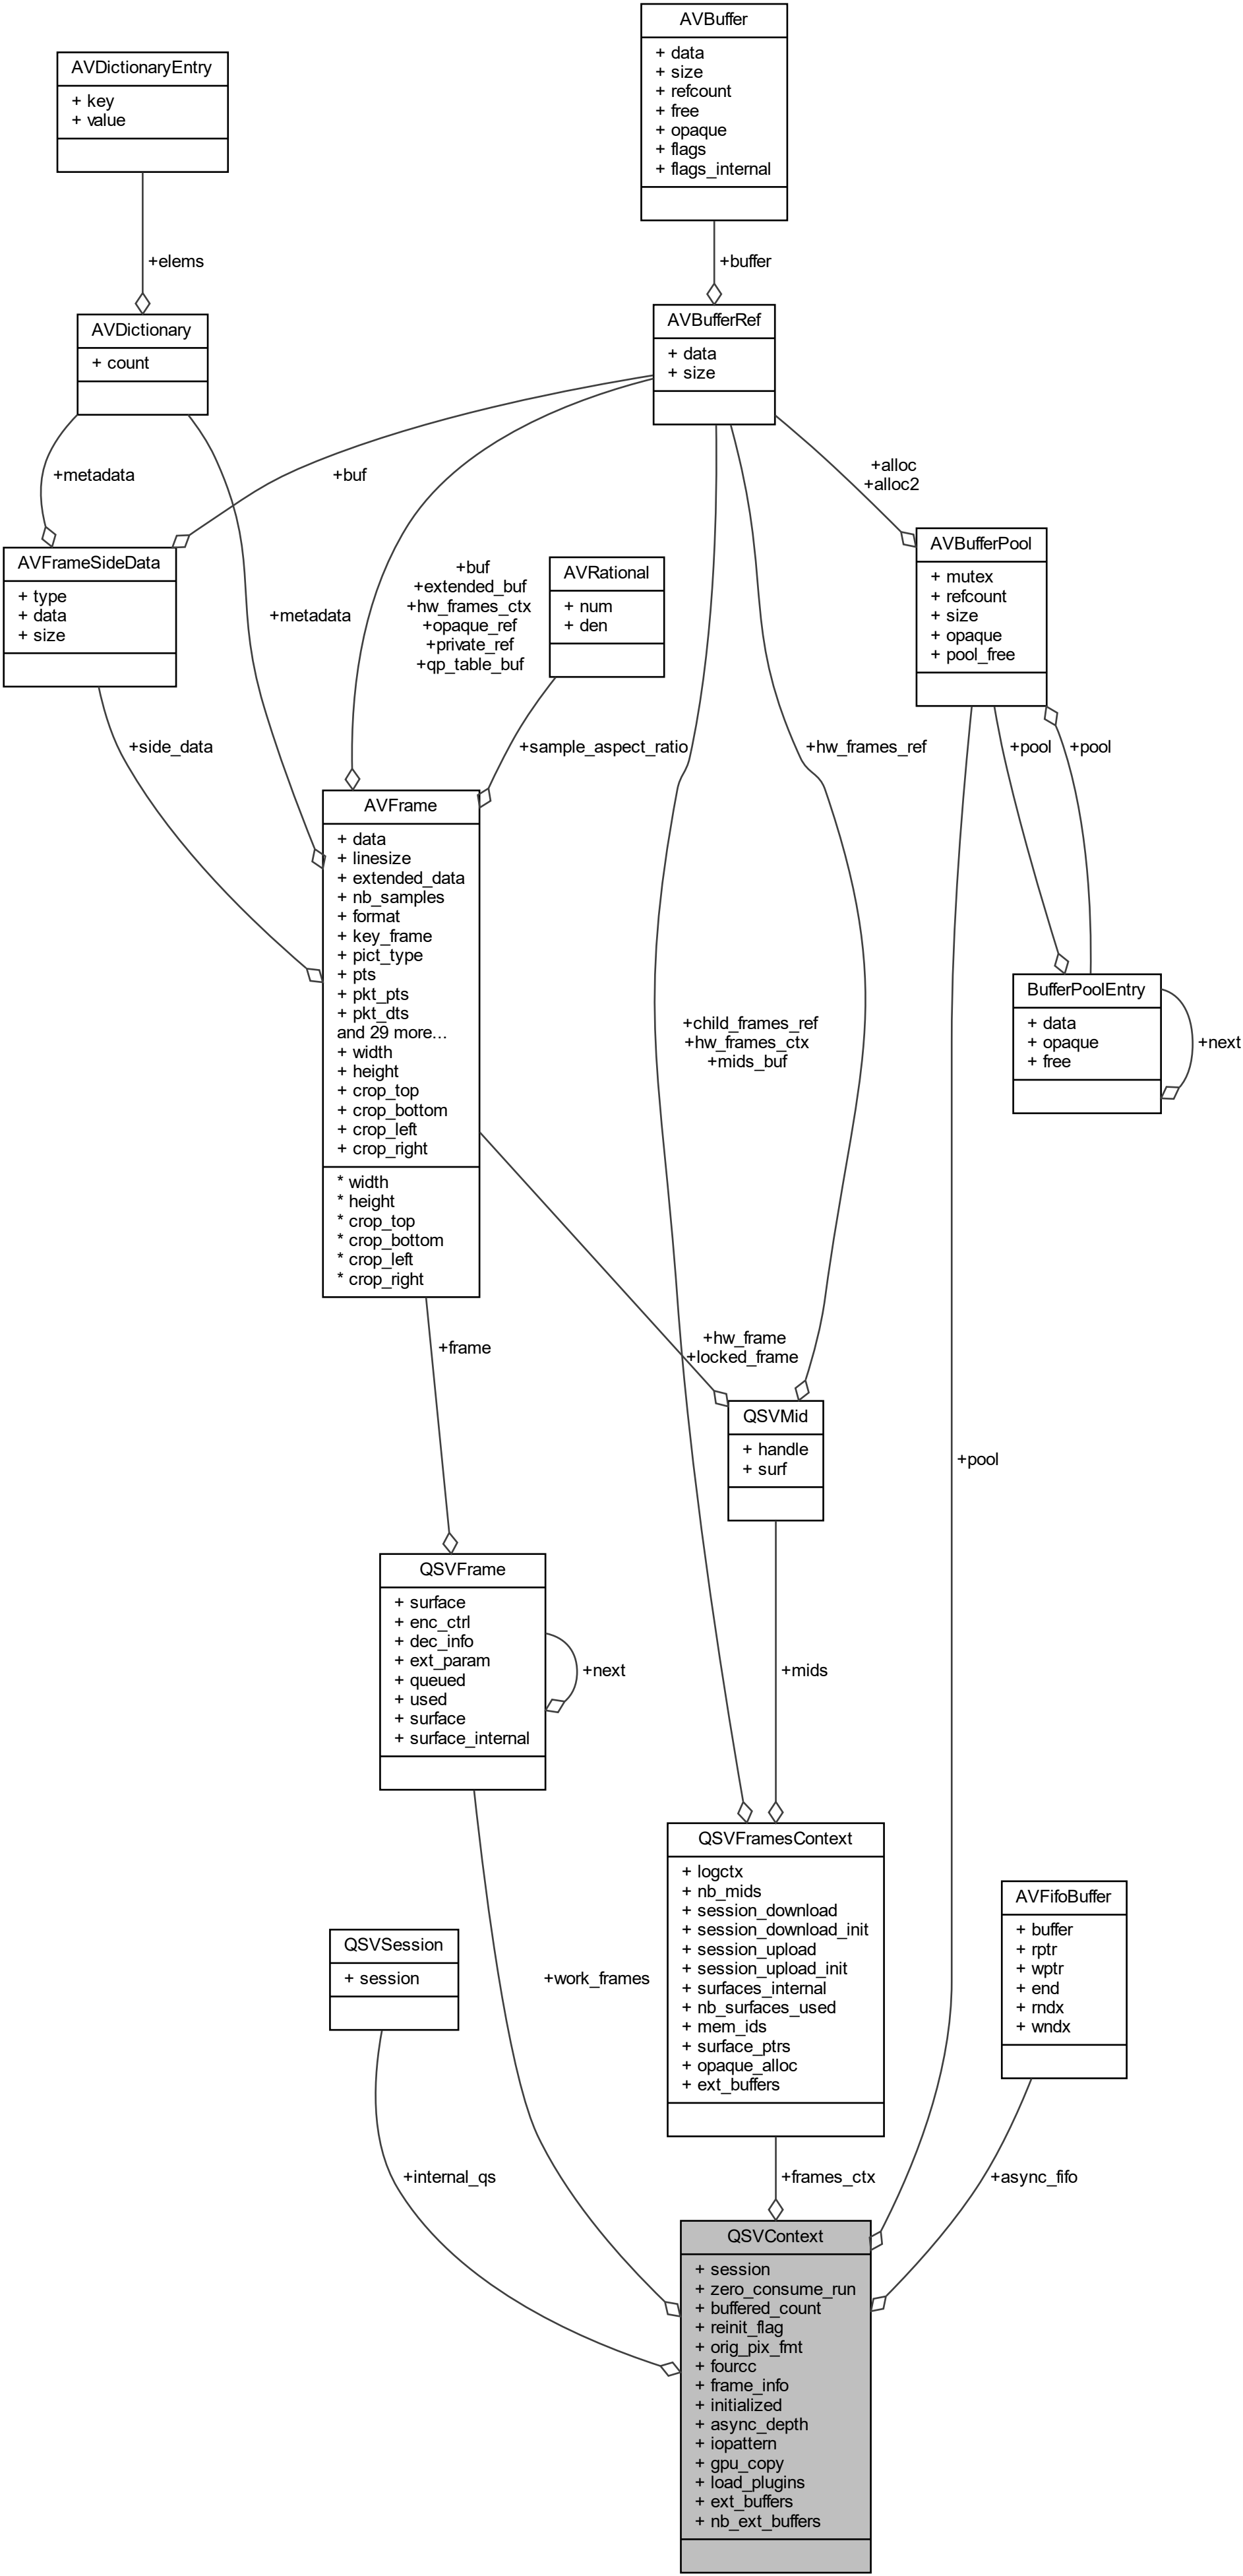 AVBuffer
+ data
+ size
+ refcount
+ free
+ opaque
+ flags
+ flags_internal
AVDictionaryEntry
+ key
+ value
+elems
+buffer
AVDictionary
+ count
AVBufferRef
+ data
+ size
+metadata
+buf
+alloc
+alloc2
AVFrameSideData
+ type
+ data
+ size
+metadata
+buf
+extended_buf
+hw_frames_ctx
+opaque_ref
+private_ref
+qp_table_buf
AVRational
+ num
+ den
AVBufferPool
+ mutex
+ refcount
+ size
+ opaque
+ pool_free
+side_data
+sample_aspect_ratio
+hw_frames_ref
+pool
+pool
AVFrame
+ data
+ linesize
+ extended_data
+ nb_samples
+ format
+ key_frame
+ pict_type
+ pts
+ pkt_pts
+ pkt_dts
and 29 more...
+ width
+ height
+ crop_top
+ crop_bottom
+ crop_left
+ crop_right
* width
* height
* crop_top
* crop_bottom
* crop_left
* crop_right
+child_frames_ref
+hw_frames_ctx
+mids_buf
BufferPoolEntry
+ data
+ opaque
+ free
+next
+frame
+hw_frame
+locked_frame
QSVMid
+ handle
+ surf
+pool
QSVFrame
+ surface
+ enc_ctrl
+ dec_info
+ ext_param
+ queued
+ used
+ surface
+ surface_internal
+next
+mids
QSVFramesContext
+ logctx
+ nb_mids
+ session_download
+ session_download_init
+ session_upload
+ session_upload_init
+ surfaces_internal
+ nb_surfaces_used
+ mem_ids
+ surface_ptrs
+ opaque_alloc
+ ext_buffers
AVFifoBuffer
+ buffer
+ rptr
+ wptr
+ end
+ rndx
+ wndx
QSVSession
+ session
+work_frames
+internal_qs
+frames_ctx
+async_fifo
QSVContext
+ session
+ zero_consume_run
+ buffered_count
+ reinit_flag
+ orig_pix_fmt
+ fourcc
+ frame_info
+ initialized
+ async_depth
+ iopattern
+ gpu_copy
+ load_plugins
+ ext_buffers
+ nb_ext_buffers